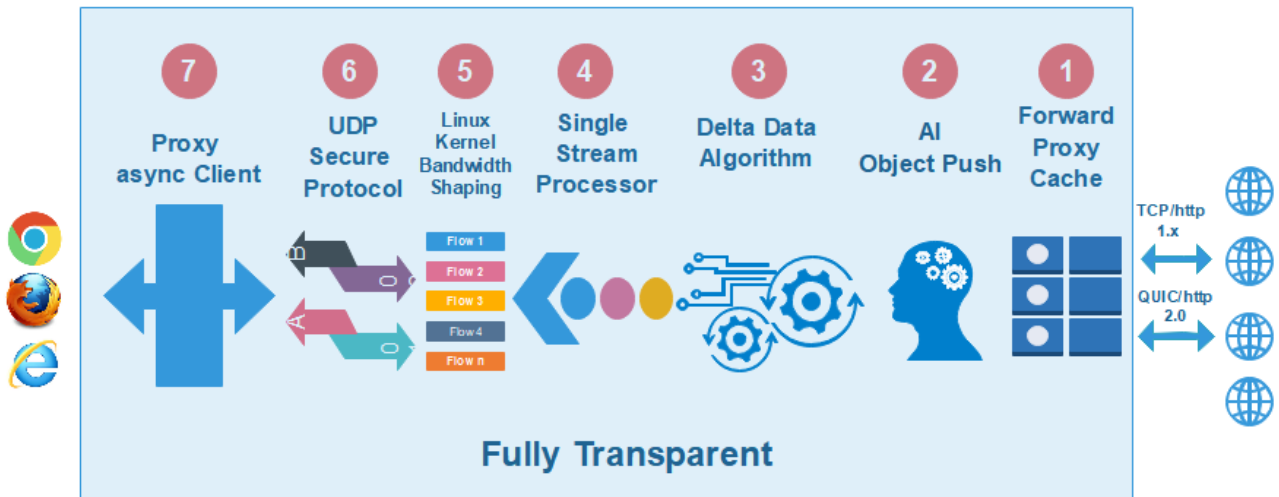 7
6
5
4
3
2
1
Proxy
async Client
UDP
Secure
Protocol
Linux
Kernel
Bandwidth
Shaping
Single
Stream
Processor
Delta Data
Algorithm
AI
Object Push
Forward
Proxy
Cache
B
O
A
O
Flow 1
Flow 2
Flow 3
Flow 4
Flow n
TCP/http
1.x
QUIC/http
2.0
Fully Transparent